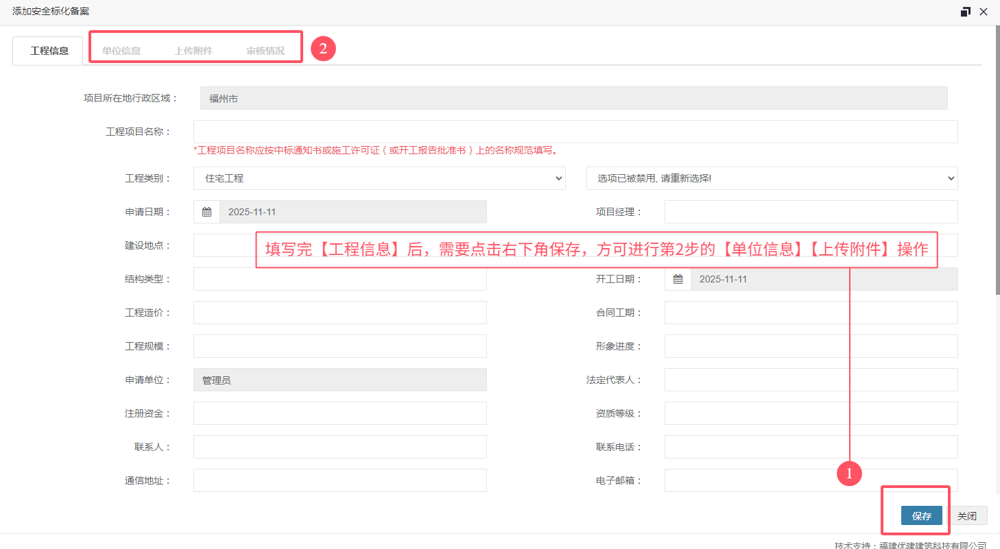 添加安全标化备案
工程信息 单位信息 上传附件 审核情况 2
项目所在地行政区域： 福州市
工程项目名称：
*工程项目名称应按中标通知书或施工许可证（或开工报告批准书）上的名称规范填写。
工程类别： 住宅工程 选项已被禁用, 请重新选择!
申请日期： 2025-11-11 项目经理：
建设地点：
填写完【工程信息】后，需要点击右下角保存，方可进行第2步的【单位信息】【上传附件】操作
结构类型： 开工日期： 2025-11-11
工程造价： 合同工期：
工程规模： 形象进度：
申请单位： 管理员 法定代表人：
注册资金： 资质等级：
联系人： 联系电话：
通信地址： 电子邮箱：
1
保存 关闭
技术支持：福建优建建筑科技有限公司